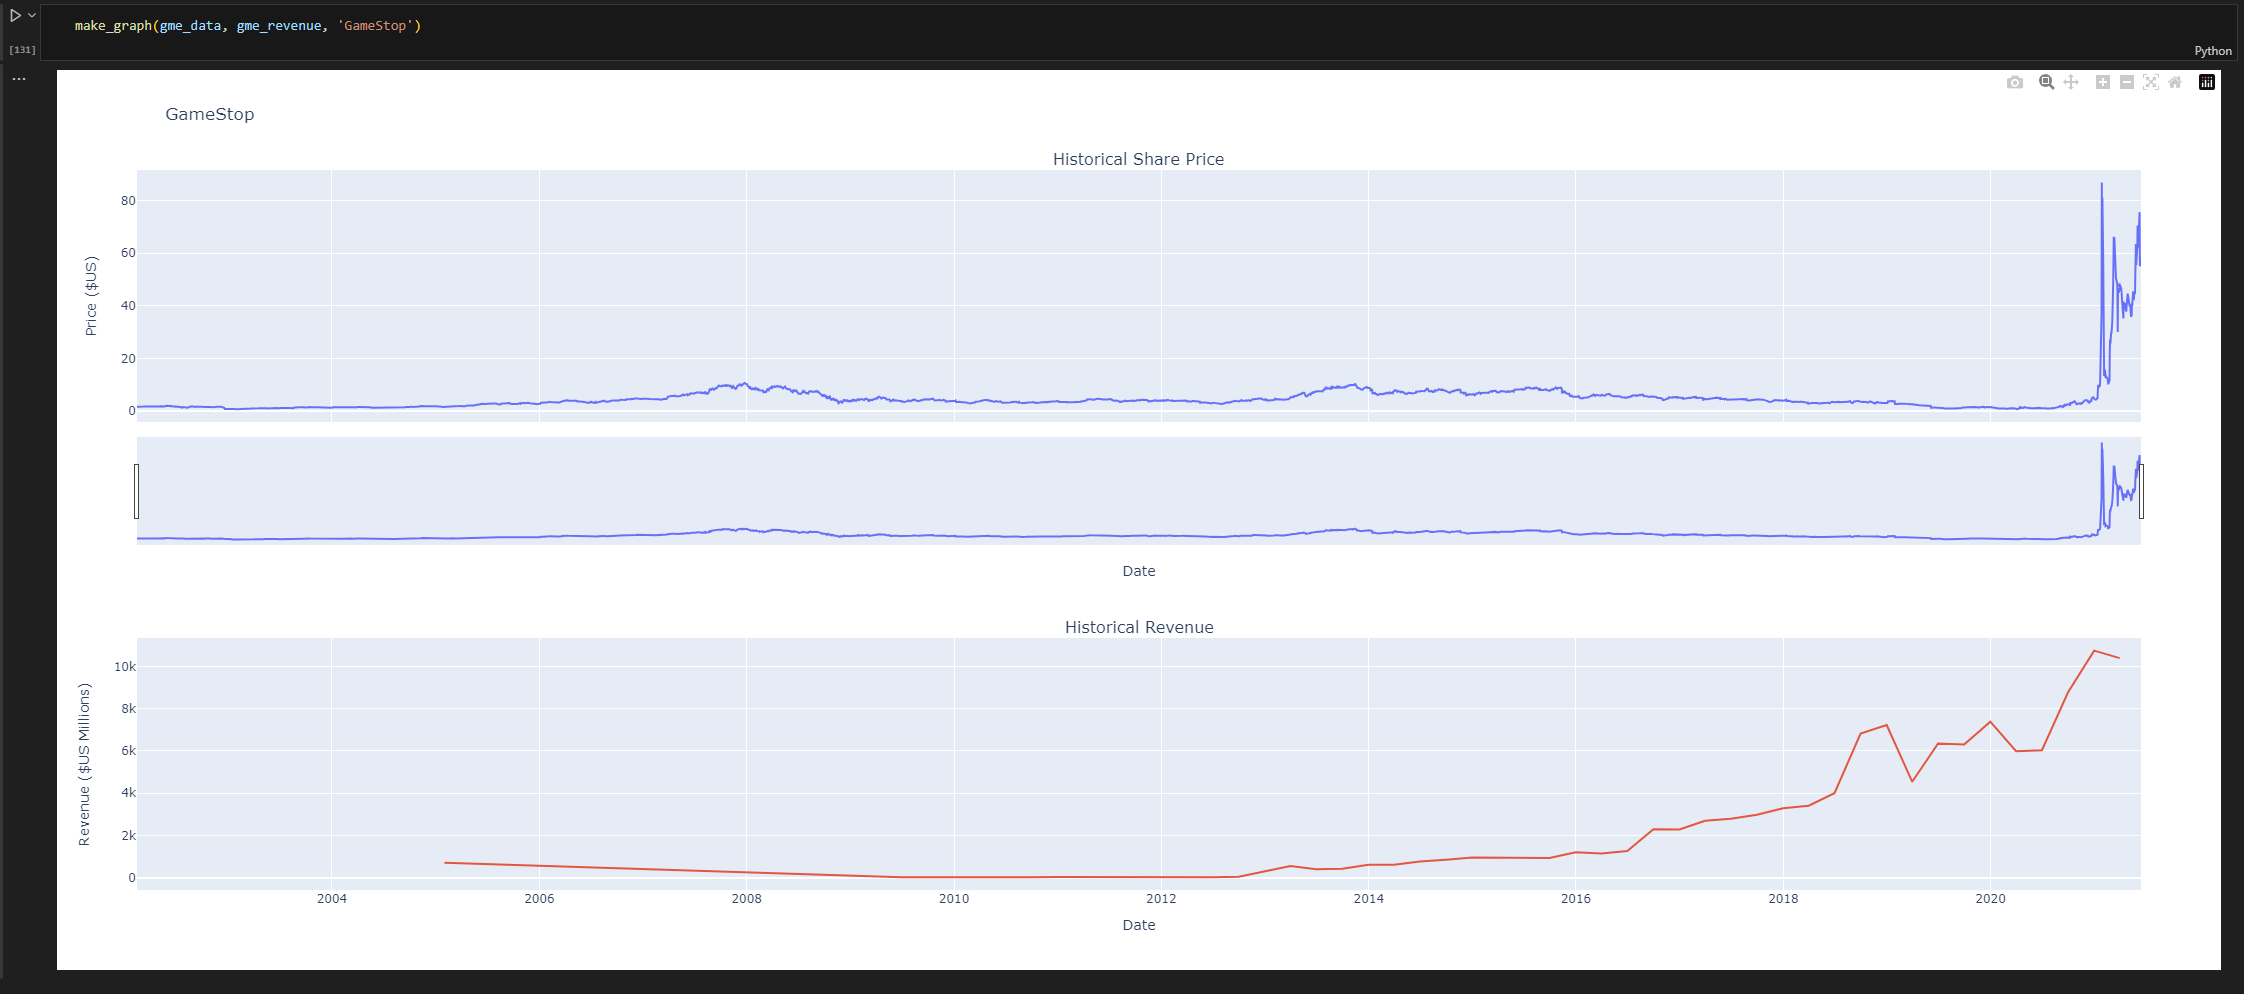 make_graph(gme_data, gme_revenue, 'GameStop')
[131]
Python
...
GameStop
Historical Share Price
80
60
40
20
0
Price ($US)
Date
Historical Revenue
10k
8k
6k
4k
2k
0
Revenue ($US Millions)
2004 2006 2008 2010 2012 2014 2016 2018 2020
Date